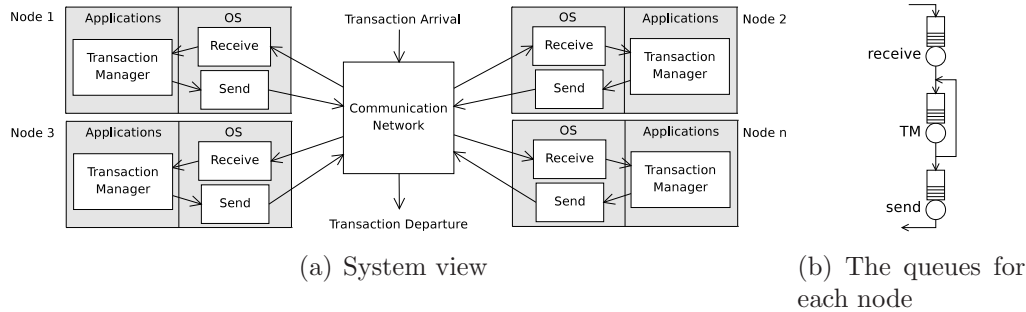 Node 1
Applications
OS
Transaction
Manager
Receive
Send
Transaction Arrival
OS
Applications
Node 2
Receive
Send
Transaction
Manager
Communication
Network
Node 3
Applications
OS
Transaction
Manager
Receive
Send
OS
Applications
Node n
Receive
Send
Transaction
Manager
Transaction Departure
(a) System view
receive
TM
send
(b) The queues for
each node